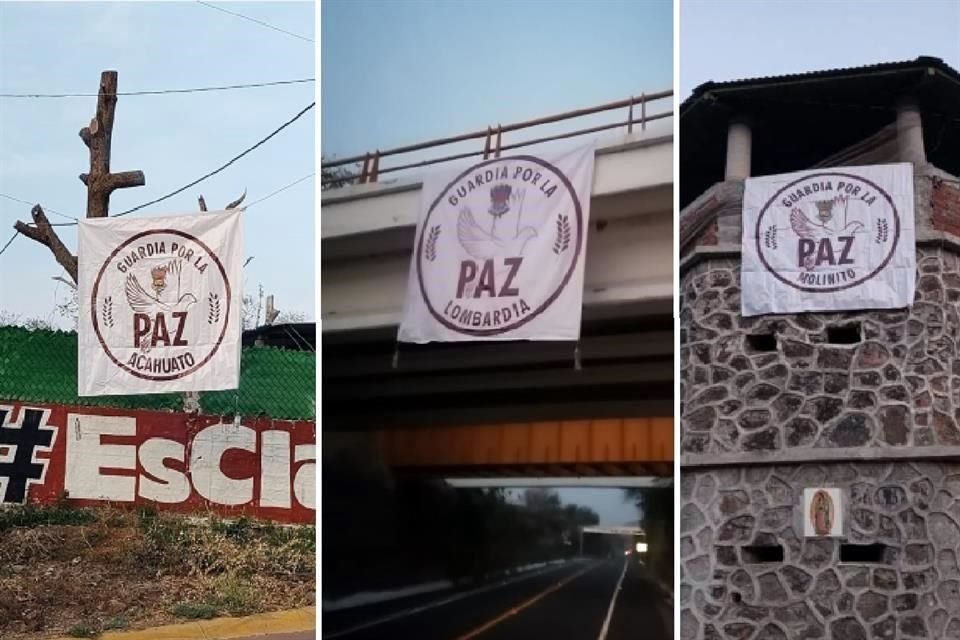 GUARDIA POR LA
PAZ
ACAHUATO
#EsCla
GUARDIA POR LA
PAZ
LOMBARDIA
GUARDIA POR LA
PAZ
MOLINITO